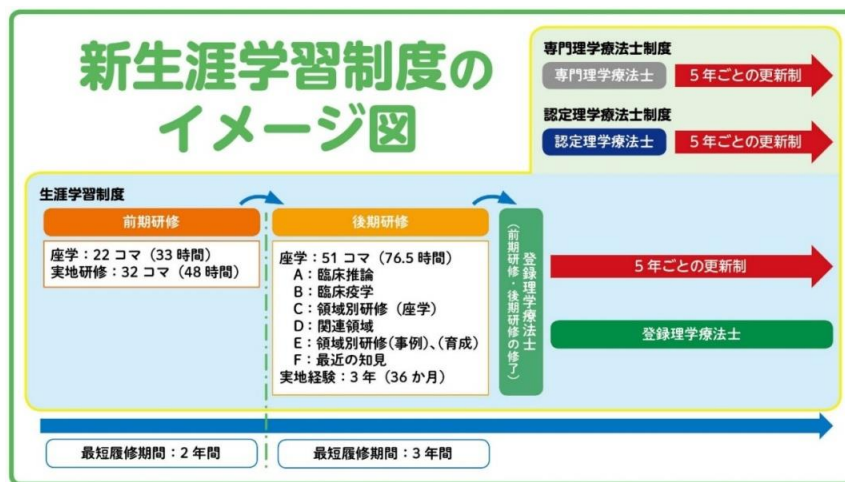 新生涯学習制度の
イメージ図
専門理学療法士制度
専門理学療法士
5年ごとの更新制
認定理学療法士制度
認定理学療法士
5年ごとの更新制
生涯学習制度
前期研修
座学：22コマ（33時間）
実地研修：32コマ（48時間）
後期研修
座学：51コマ（76.5時間）
A：臨床推論
B：臨床疫学
C：領域別研修（座学）
D：関連領域
E：領域別研修（事例）、（育成）
F：最近の知見
実地経験：3年（36か月）
登録理学療法士
（前期研修・後期研修の修了）
5年ごとの更新制
登録理学療法士
最短履修期間：2年間
最短履修期間：3年間